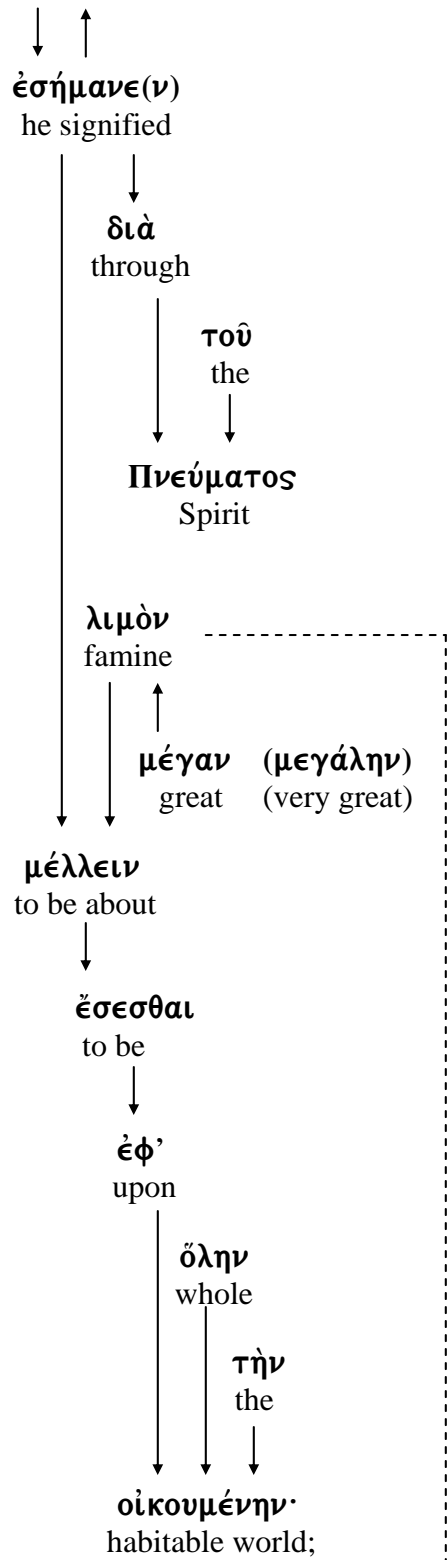 ἐσήμανε(ν)
he signified
διὰ
through
τοῦ
the
Πνεύματος
Spirit
λιμὸν
famine
μέγαν (μεγάλην)
great (very great)
μέλλειν
to be about
ἔσεσθαι
to be
ἐφ’
upon
ὅλην
whole
τὴν
the
οἰκουμένην·
habitable world;